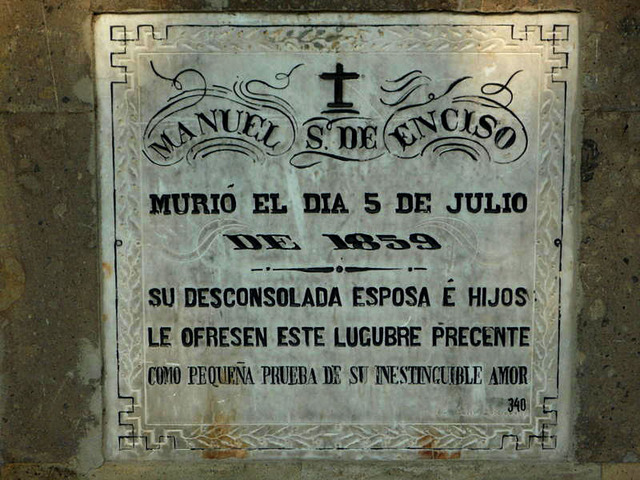 MANUEL S. DE ENCISO
MURIÓ EL DIA 5 DE JULIO
DE 1859
SU DESCONSOLADA ESPOSA É HIJOS
LE OFRESEN ESTE LUGUBRE PRECENTE
COMO PEQUEÑA PRUEBA DE SU INESTINGUIBLE AMOR
340